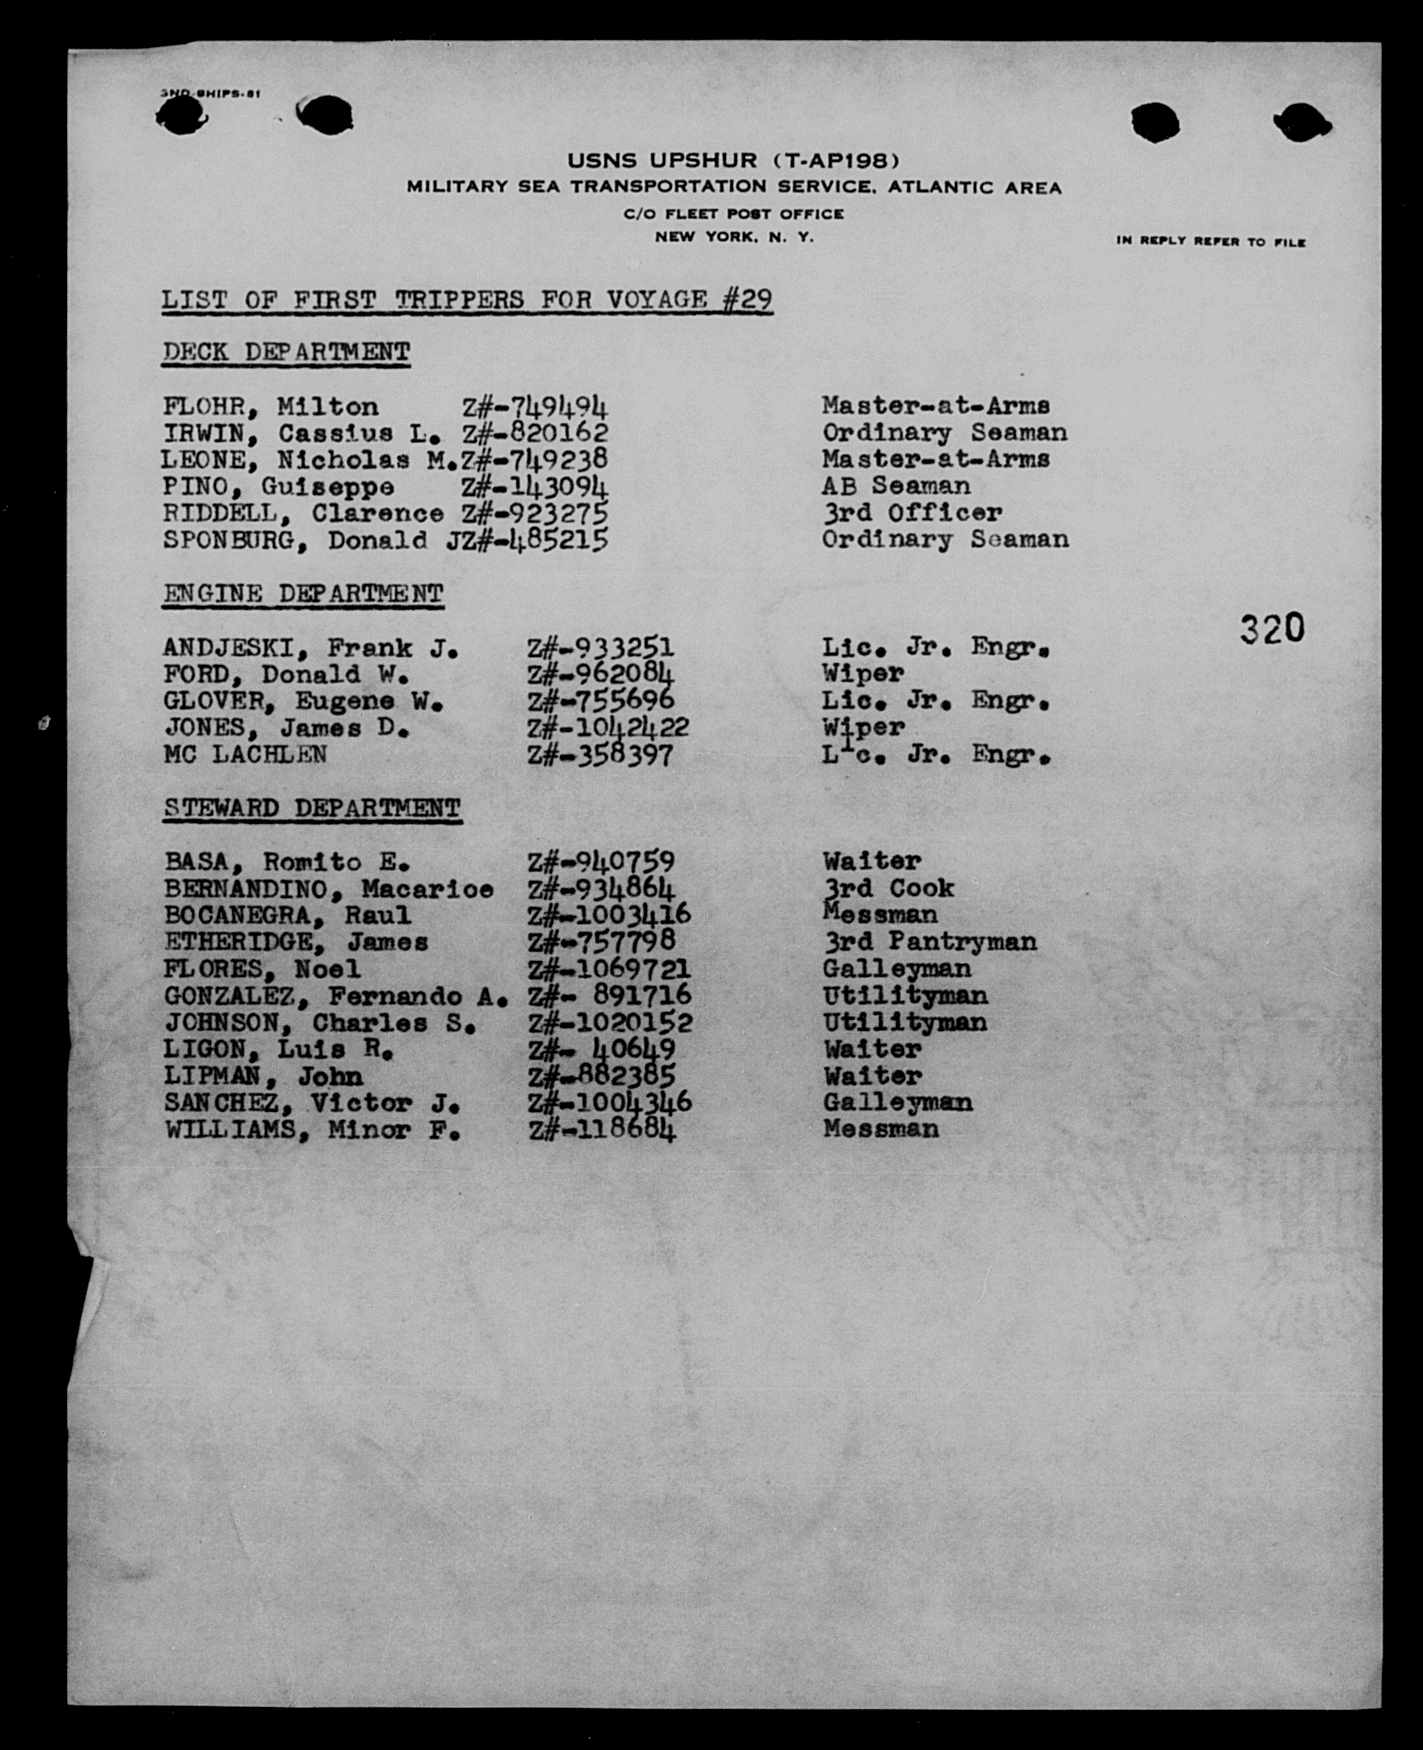 3ND-SHIPS-81
USNS UPSHUR (T-AP198)
MILITARY SEA TRANSPORTATION SERVICE, ATLANTIC AREA
C/O FLEET POST OFFICE
NEW YORK, N. Y.
IN REPLY REFER TO FILE
LIST OF FIRST TRIPPERS FOR VOYAGE #29
DECK DEPARTMENT
FLOHR, Milton Z#-749494 Master-at-Arms
IRWIN, Cassius L. Z#-820162 Ordinary Seaman
LEONE, Nicholas M.Z#-749238 Master-at-Arms
PINO, Guiseppe Z#-143094 AB Seaman
RIDDELL, Clarence Z#-923275 3rd Officer
SPONBURG, Donald JZ#-485215 Ordinary Seaman
ENGINE DEPARTMENT
320
ANDJESKI, Frank J. Z#-933251 Lic. Jr. Engr.
FORD, Donald W. Z#-962084 Wiper
GLOVER, Eugene W. Z#-755696 Lic. Jr. Engr.
JONES, James D. Z#-1042422 Wiper
MC LACHLEN Z#-358397 Lic. Jr. Engr.
STEWARD DEPARTMENT
BASA, Romito E. Z#-940759 Waiter
BERNANDINO, Macarioe Z#-934864 3rd Cook
BOCANEGRA, Raul Z#-1003416 Messman
ETHERIDGE, James Z#-757798 3rd Pantryman
FLORES, Noel Z#-1069721 Galleyman
GONZALEZ, Fernando A. Z#- 891716 Utilityman
JOHNSON, Charles S. Z#-1020152 Utilityman
LIGON, Luis R. Z#- 40649 Waiter
LIPMAN, John Z#-882385 Waiter
SANCHEZ, Victor J. Z#-1004346 Galleyman
WILLIAMS, Minor F. Z#-118684 Messman